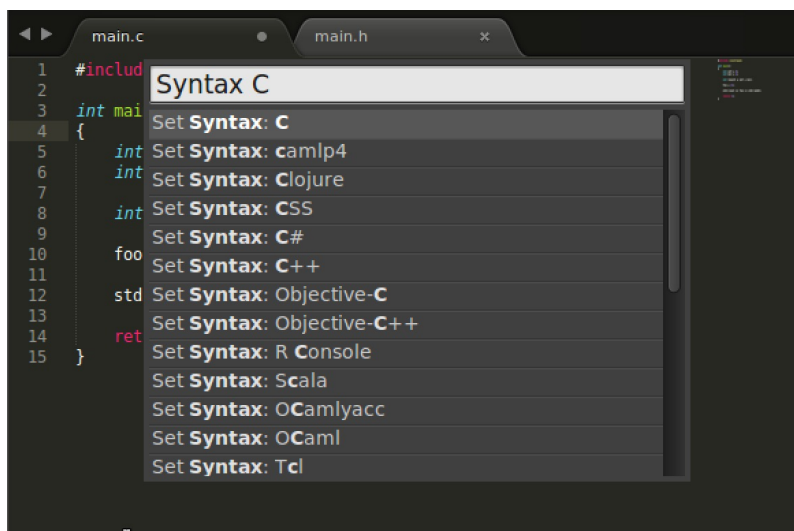 main.c
main.h
Syntax C
1 #includ
2
3 int mai
4 {
5 int
6 int
7
8 int
9
10 foo
11
12 std
13
14 ret
15 }
Set Syntax: C
Set Syntax: camlp4
Set Syntax: Clojure
Set Syntax: CSS
Set Syntax: C#
Set Syntax: C++
Set Syntax: Objective-C
Set Syntax: Objective-C++
Set Syntax: R Console
Set Syntax: Scala
Set Syntax: OCamlyacc
Set Syntax: OCaml
Set Syntax: Tcl